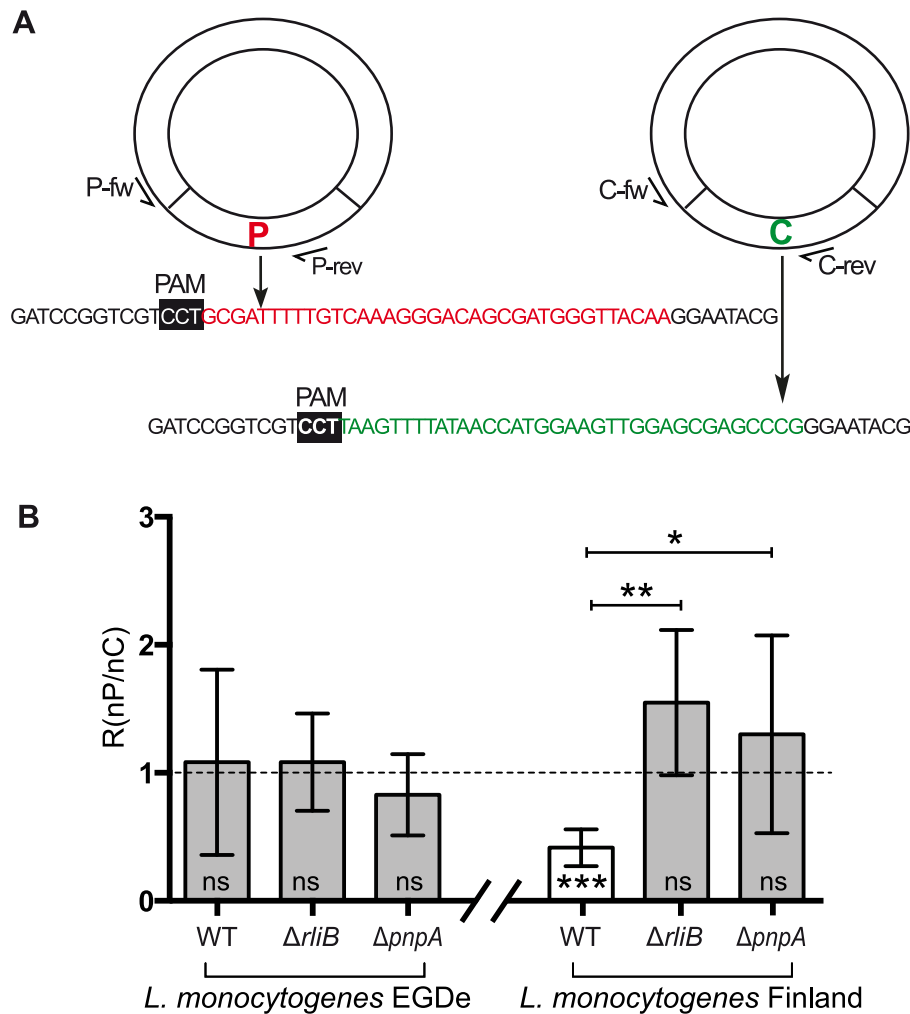 A
P-fw
C-fw
P
C
P-rev
C-rev
PAM
GATCCGGTCGTCCTGCGATTTTTGTCAAAGGGACAGCGATGGGTTACAAGGAATACG
PAM
GATCCGGTCGTCCTTAAGTTTTATAACCATGGAAGTTGGAGCGAGCCCGGGAATACG
B
3
2
1
0
R(nP/nC)
*
**
ns
ns
ns
***
ns
ns
WT
ΔrliB
ΔpnpA
WT
ΔrliB
ΔpnpA
L. monocytogenes EGDe
L. monocytogenes Finland